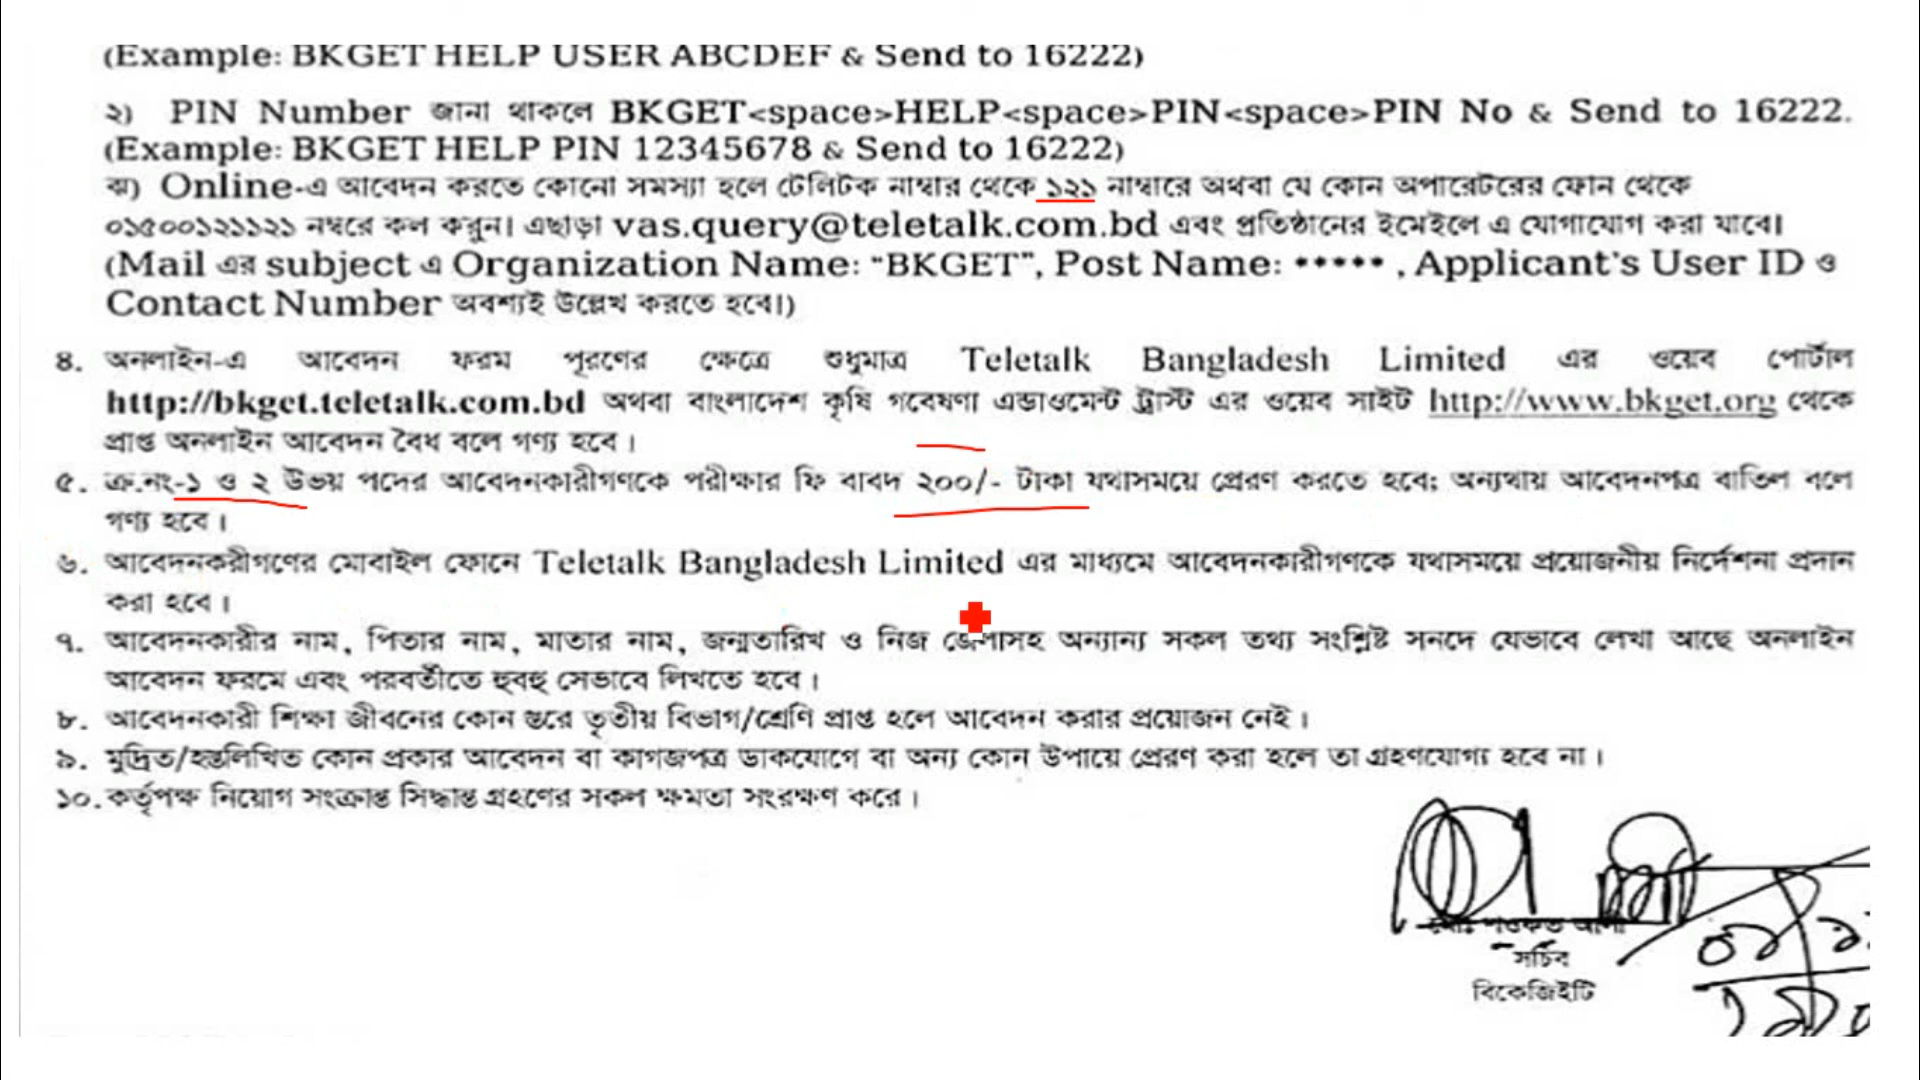 (Example: BKGET HELP USER ABCDEF & Send to 16222)
২) PIN Number জানা থাকলে BKGET<space>HELP<space>PIN<space>PIN No & Send to 16222.
(Example: BKGET HELP PIN 12345678 & Send to 16222)
ঝ) Online-এ আবেদন করতে কোনো সমস্যা হলে টেলিটক নাম্বার থেকে ১২১ নাম্বারে অথবা যে কোন অপারেটরের ফোন থেকে
০১৫০০১২১১২১ নম্বরে কল করুন। এছাড়া vas.query@teletalk.com.bd এবং প্রতিষ্ঠানের ইমেইলে এ যোগাযোগ করা যাবে।
(Mail এর subject এ Organization Name: “BKGET”, Post Name: ***** , Applicant's User ID ও
Contact Number অবশ্যই উল্লেখ করতে হবে।)
৪. অনলাইন-এ আবেদন ফরম পূরণের ক্ষেত্রে শুধুমাত্র Teletalk Bangladesh Limited এর ওয়েব পোর্টাল
http://bkget.teletalk.com.bd অথবা বাংলাদেশ কৃষি গবেষণা এন্ডাওমেন্ট ট্রাস্ট এর ওয়েব সাইট http://www.bkget.org থেকে
প্রাপ্ত অনলাইন আবেদন বৈধ বলে গণ্য হবে।
৫. ক্র.নং-১ ও ২ উভয় পদের আবেদনকারীগণকে পরীক্ষার ফি বাবদ ২০০/- টাকা যথাসময়ে প্রেরণ করতে হবে; অন্যথায় আবেদনপত্র বাতিল বলে
গণ্য হবে।
৬. আবেদনকরীগণের মোবাইল ফোনে Teletalk Bangladesh Limited এর মাধ্যমে আবেদনকারীগণকে যথাসময়ে প্রয়োজনীয় নির্দেশনা প্রদান
করা হবে।
৭. আবেদনকারীর নাম, পিতার নাম, মাতার নাম, জন্মতারিখ ও নিজ জেলাসহ অন্যান্য সকল তথ্য সংশ্লিষ্ট সনদে যেভাবে লেখা আছে অনলাইন
আবেদন ফরমে এবং পরবর্তীতে হুবহু সেভাবে লিখতে হবে।
৮. আবেদনকারী শিক্ষা জীবনের কোন স্তরে তৃতীয় বিভাগ/শ্রেণি প্রাপ্ত হলে আবেদন করার প্রয়োজন নেই।
৯. মুদ্রিত/হস্তলিখিত কোন প্রকার আবেদন বা কাগজপত্র ডাকযোগে বা অন্য কোন উপায়ে প্রেরণ করা হলে তা গ্রহণযোগ্য হবে না।
১০. কর্তৃপক্ষ নিয়োগ সংক্রান্ত সিদ্ধান্ত গ্রহণের সকল ক্ষমতা সংরক্ষণ করে।
সচিব
বিকেজিইটি